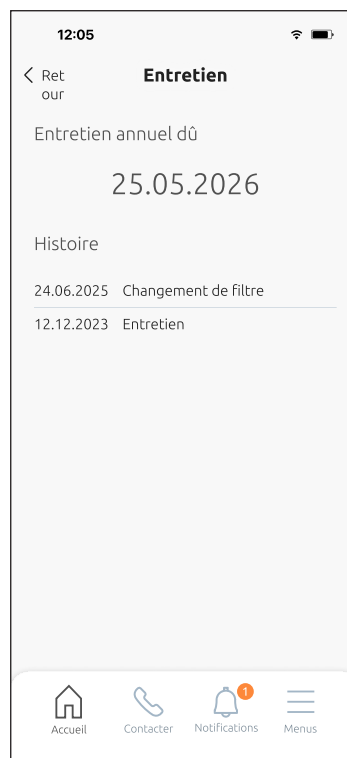 12:05
Ret
our
Entretien
Entretien annuel dû
25.05.2026
Histoire
24.06.2025 Changement de filtre
12.12.2023 Entretien
1
Accueil Contacter Notifications Menus